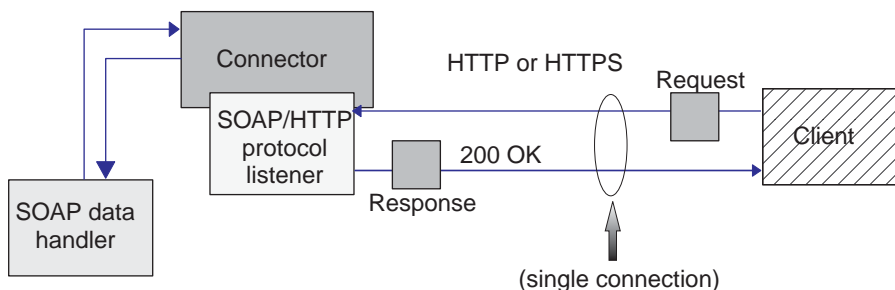 Connector
HTTP or HTTPS
Request
SOAP/HTTP
protocol
listener
Client
200 OK
Response
SOAP data
handler
(single connection)